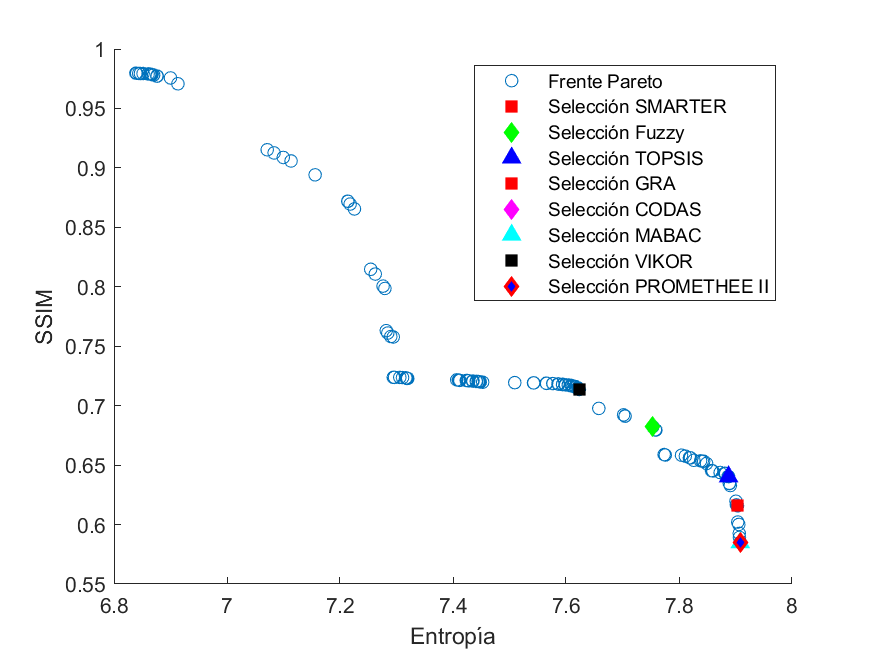 1
0.95
0.9
0.85
0.8
0.75
0.7
0.65
0.6
0.55
SSIM
6.8 7 7.2 7.4 7.6 7.8 8
Entropía
Frente Pareto
Selección SMARTER
Selección Fuzzy
Selección TOPSIS
Selección GRA
Selección CODAS
Selección MABAC
Selección VIKOR
Selección PROMETHEE II